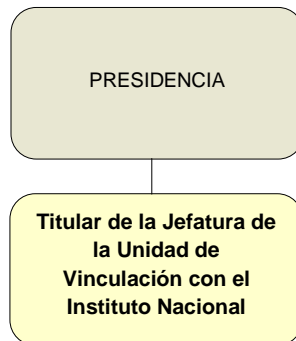 PRESIDENCIA
Titular de la Jefatura de
la Unidad de
Vinculación con el
Instituto Nacional